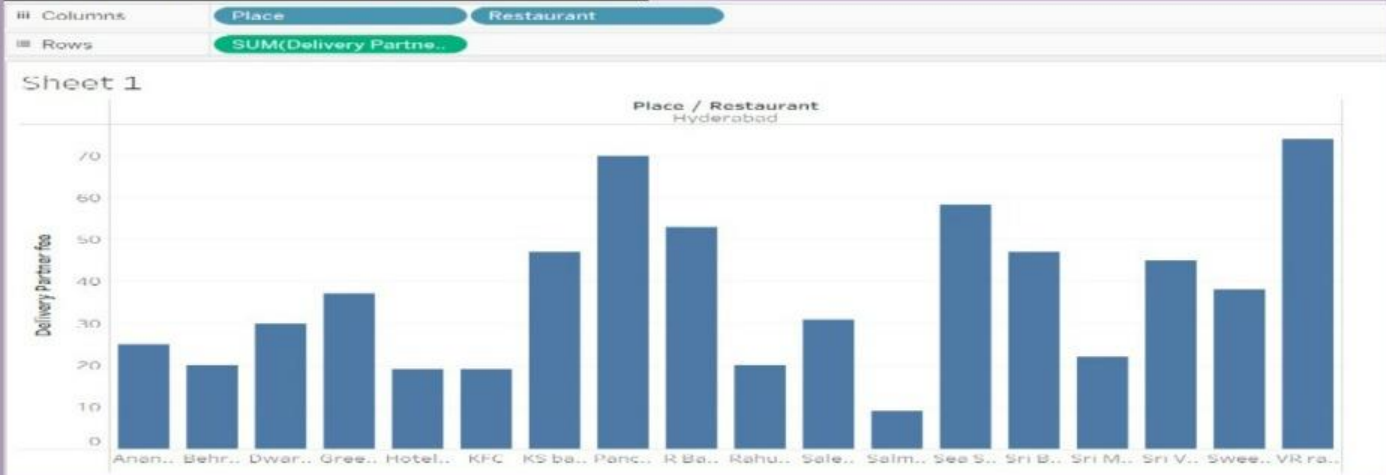 Columns Place Restaurant
Rows SUM(Delivery Partne..
Sheet 1
Place / Restaurant
Hyderabad
Delivery Partner fee
70
60
50
40
30
20
10
0
Anan.. Behr.. Dwar.. Gree.. Hotel.. KFC KS ba.. Panc.. R Ba.. Rahu.. Sale.. Salm.. Sea S.. Sri B.. Sri M.. Sri V.. Swee.. VR ra..